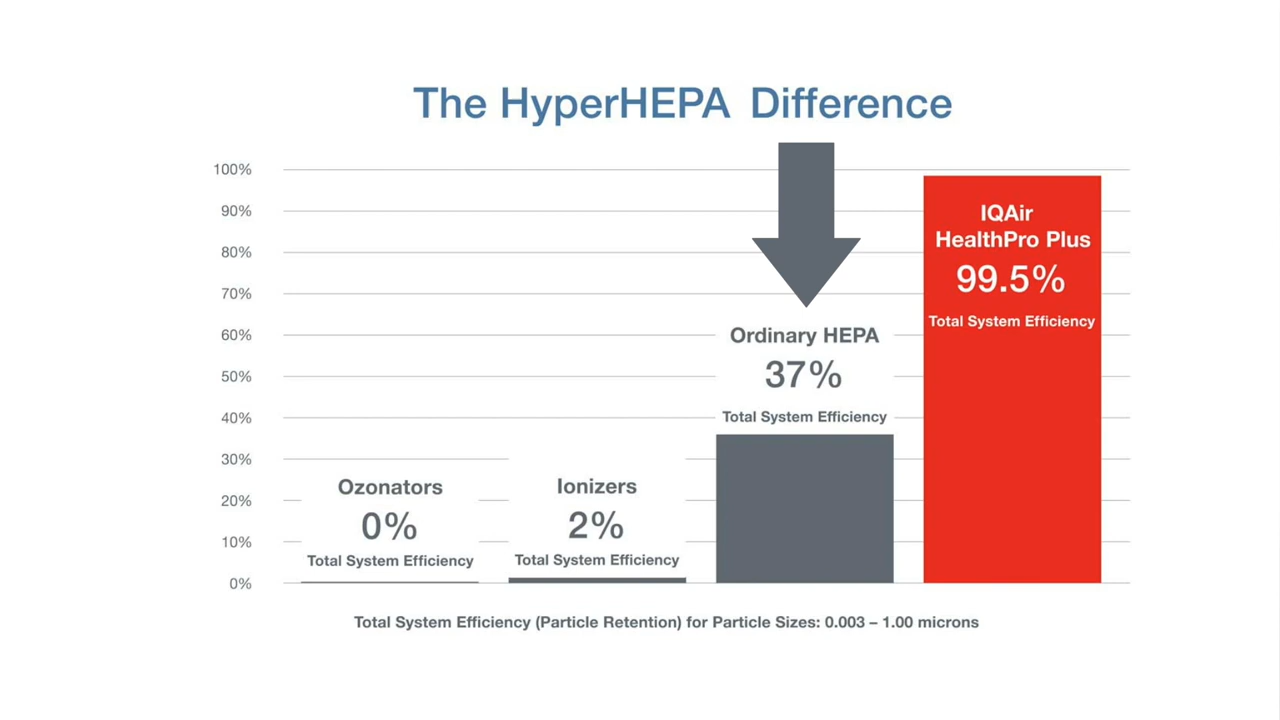 The HyperHEPA Difference
100%
90%
80%
70%
60%
50%
40%
30%
20%
10%
0%
Ozonators
0%
Total System Efficiency
Ionizers
2%
Total System Efficiency
Ordinary HEPA
37%
Total System Efficiency
IQAir
HealthPro Plus
99.5%
Total System Efficiency
Total System Efficiency (Particle Retention) for Particle Sizes: 0.003 – 1.00 microns